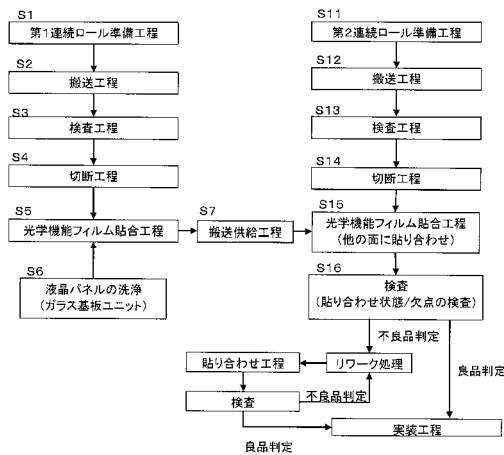 S1
第1連続ロール準備工程
S2
搬送工程
S3
検査工程
S4
切断工程
S5
光学機能フィルム貼合工程
S6
液晶パネルの洗浄
(ガラス基板ユニット)
S7
搬送供給工程
S11
第2連続ロール準備工程
S12
搬送工程
S13
検査工程
S14
切断工程
S15
光学機能フィルム貼合工程
(他の面に貼り合わせ)
S16
検査
(貼り合わせ状態/欠点の検査)
不良品判定
良品判定
貼り合わせ工程
リワーク処理
検査
不良品判定
良品判定
実装工程